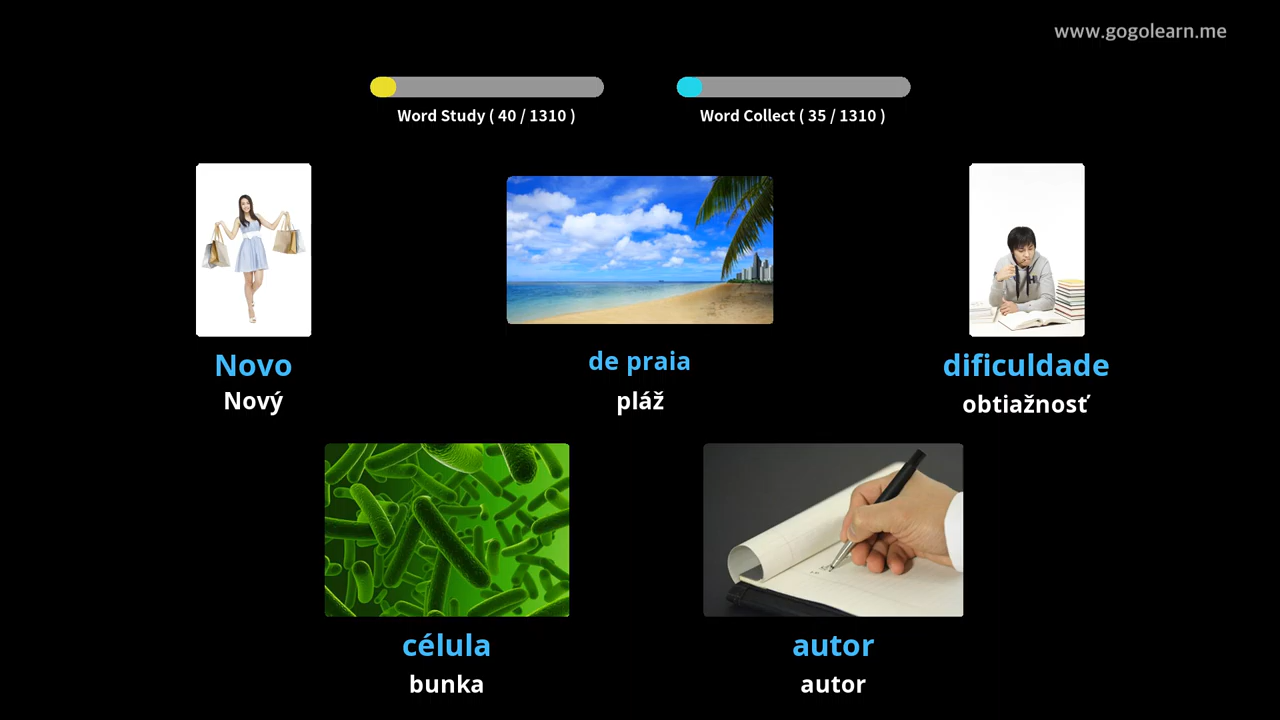 www.gogolearn.me
Word Study ( 40 / 1310 )
Word Collect ( 35 / 1310 )
Novo
Nový
de praia
pláž
dificuldade
obtiažnosť
célula
bunka
autor
autor